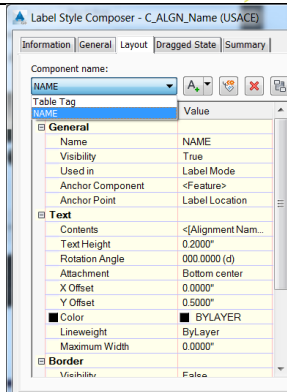 Label Style Composer - C_ALGN_Name (USACE)
Information General Layout Dragged State Summary
Component name:
NAME
Table Tag
NAME
Value
General
Name NAME
Visibility True
Used in Label Mode
Anchor Component <Feature>
Anchor Point Label Location
Text
Contents <[Alignment Nam...
Text Height 0.2000"
Rotation Angle 000.0000 (d)
Attachment Bottom center
X Offset 0.0000"
Y Offset 0.5000"
Color BYLAYER
Lineweight ByLayer
Maximum Width 0.0000"
Border
Visibility False